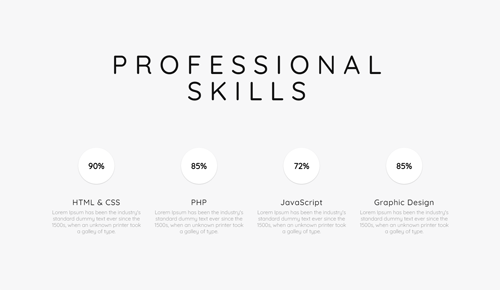 PROFESSIONAL
SKILLS
90%
85%
72%
85%
HTML & CSS
PHP
JavaScript
Graphic Design
Lorem Ipsum has been the industry's
standard dummy text ever since the
1500s, when an unknown printer took
a galley of type.
Lorem Ipsum has been the industry's
standard dummy text ever since the
1500s, when an unknown printer took
a galley of type.
Lorem Ipsum has been the industry's
standard dummy text ever since the
1500s, when an unknown printer took
a galley of type.
Lorem Ipsum has been the industry's
standard dummy text ever since the
1500s, when an unknown printer took
a galley of type.